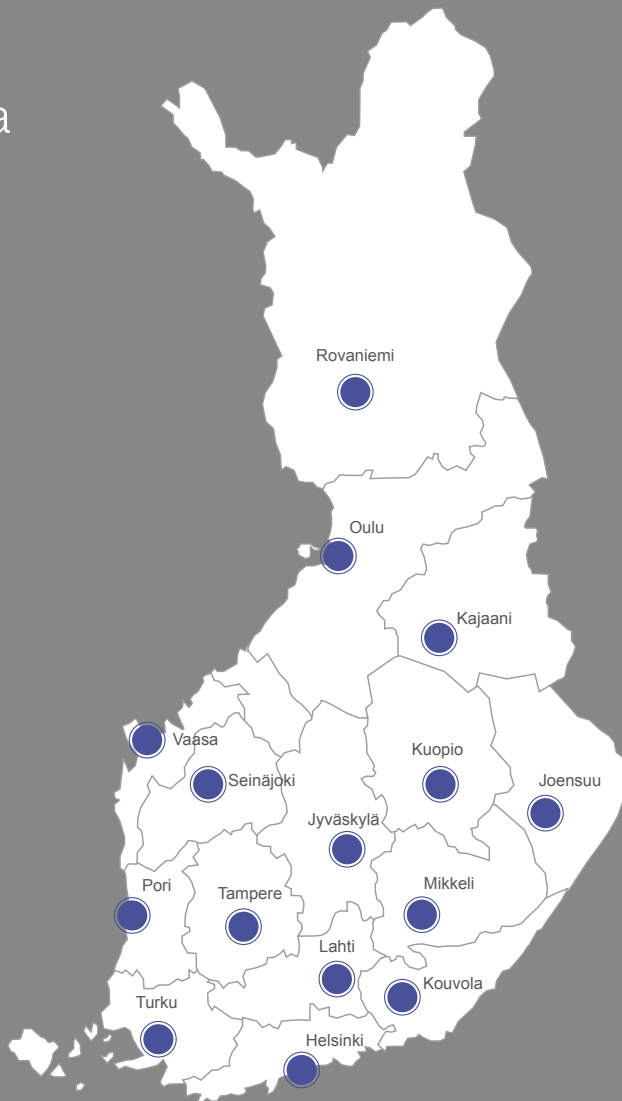 a
Rovaniemi
Oulu
Kajaani
Vaasa
Kuopio
Seinäjoki
Joensuu
Jyväskylä
Pori
Tampere
Mikkeli
Lahti
Kouvola
Turku
Helsinki